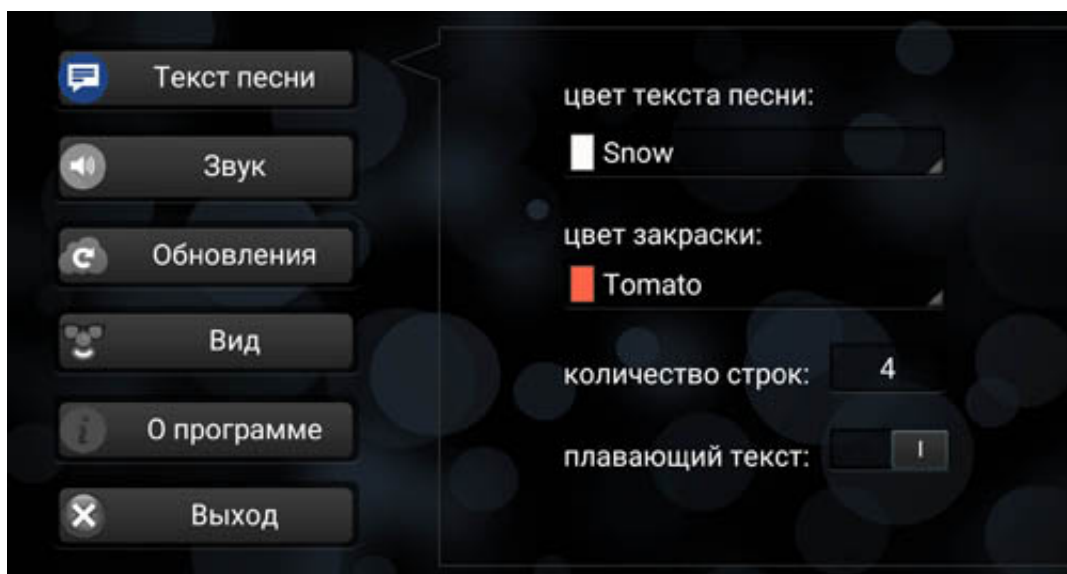 Текст песни
Звук
Обновления
Вид
О программе
Выход
цвет текста песни:
Snow
цвет закраски:
Tomato
количество строк: 4
плавающий текст: I